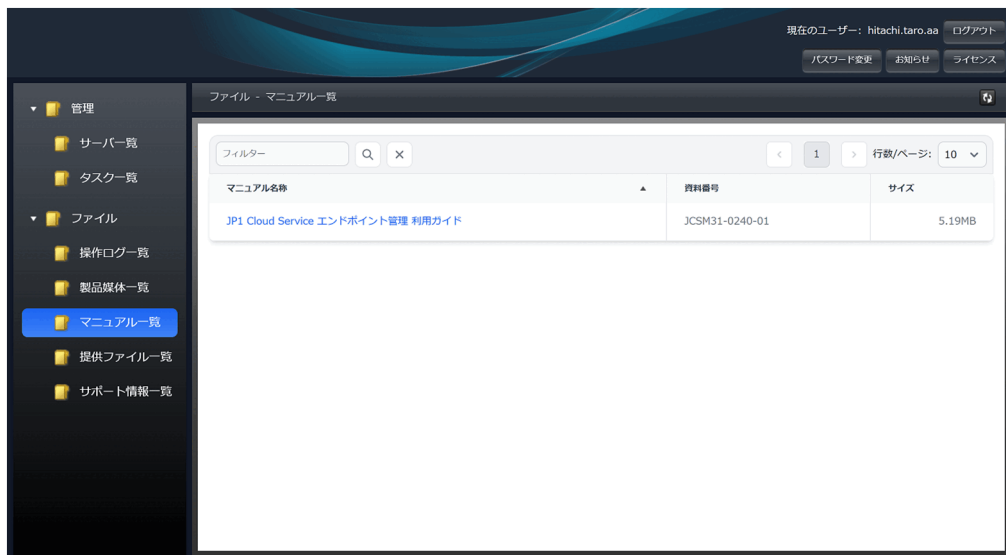 現在のユーザー: hitachi.taro.aa ログアウト
パスワード変更 お知らせ ライセンス
管理
サーバ一覧
タスク一覧
ファイル
操作ログ一覧
製品媒体一覧
マニュアル一覧
提供ファイル一覧
サポート情報一覧
ファイル - マニュアル一覧
フィルター 1 行数/ページ: 10
マニュアル名称 資料番号 サイズ
JP1 Cloud Service エンドポイント管理 利用ガイド JCSM31-0240-01 5.19MB